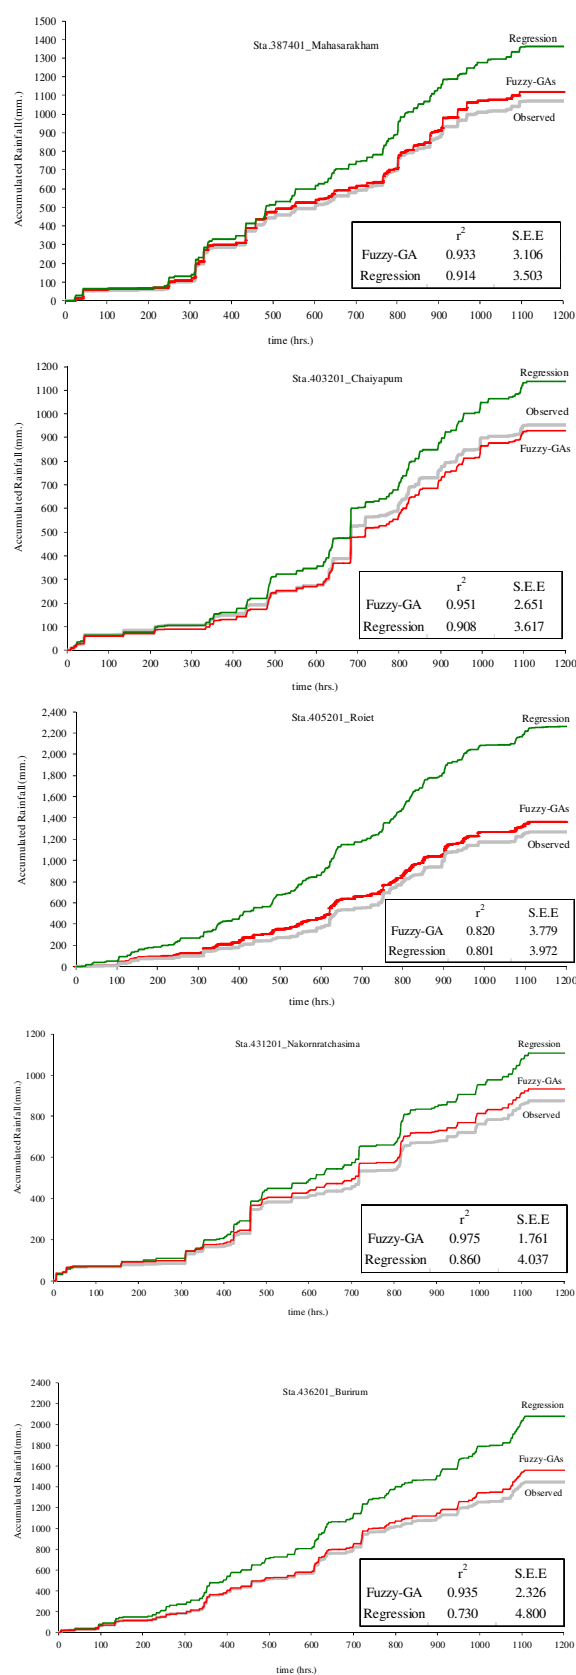 Sta.387401_Mahasarakham
Accumulated Rainfall (mm.)
1500
1400
1300
1200
1100
1000
900
800
700
600
500
400
300
200
100
0
Regression
Fuzzy-GAs
Observed
r2 S.E.E
Fuzzy-GA 0.933 3.106
Regression 0.914 3.503
0 100 200 300 400 500 600 700 800 900 1000 1100 1200
time (hrs.)
Sta.403201_Chaiyapum
Accumulated Rainfall (mm.)
1200
1100
1000
900
800
700
600
500
400
300
200
100
0
Regression
Observed
Fuzzy-GAs
r2 S.E.E
Fuzzy-GA 0.951 2.651
Regression 0.908 3.617
0 100 200 300 400 500 600 700 800 900 1000 1100 1200
time (hrs.)
Sta.405201_Roiet
Accumulated Rainfall (mm.)
2,400
2,200
2,000
1,800
1,600
1,400
1,200
1,000
800
600
400
200
0
Regression
Fuzzy-GAs
Observed
r2 S.E.E
Fuzzy-GA 0.820 3.779
Regression 0.801 3.972
0 100 200 300 400 500 600 700 800 900 1000 1100 1200
time (hrs.)
Sta.431201_Nakornratchasima
Accumulated Rainfall (mm.)
1200
1000
800
600
400
200
0
Regression
Fuzzy-GAs
Observed
r2 S.E.E
Fuzzy-GA 0.975 1.761
Regression 0.860 4.037
0 100 200 300 400 500 600 700 800 900 1000 1100 1200
time (hrs.)
Sta.436201_Burirum
Accumulated Rainfall (mm.)
2400
2200
2000
1800
1600
1400
1200
1000
800
600
400
200
0
Regression
Fuzzy-GAs
Observed
r2 S.E.E
Fuzzy-GA 0.935 2.326
Regression 0.730 4.800
0 100 200 300 400 500 600 700 800 900 1000 1100 1200
time (hrs.)